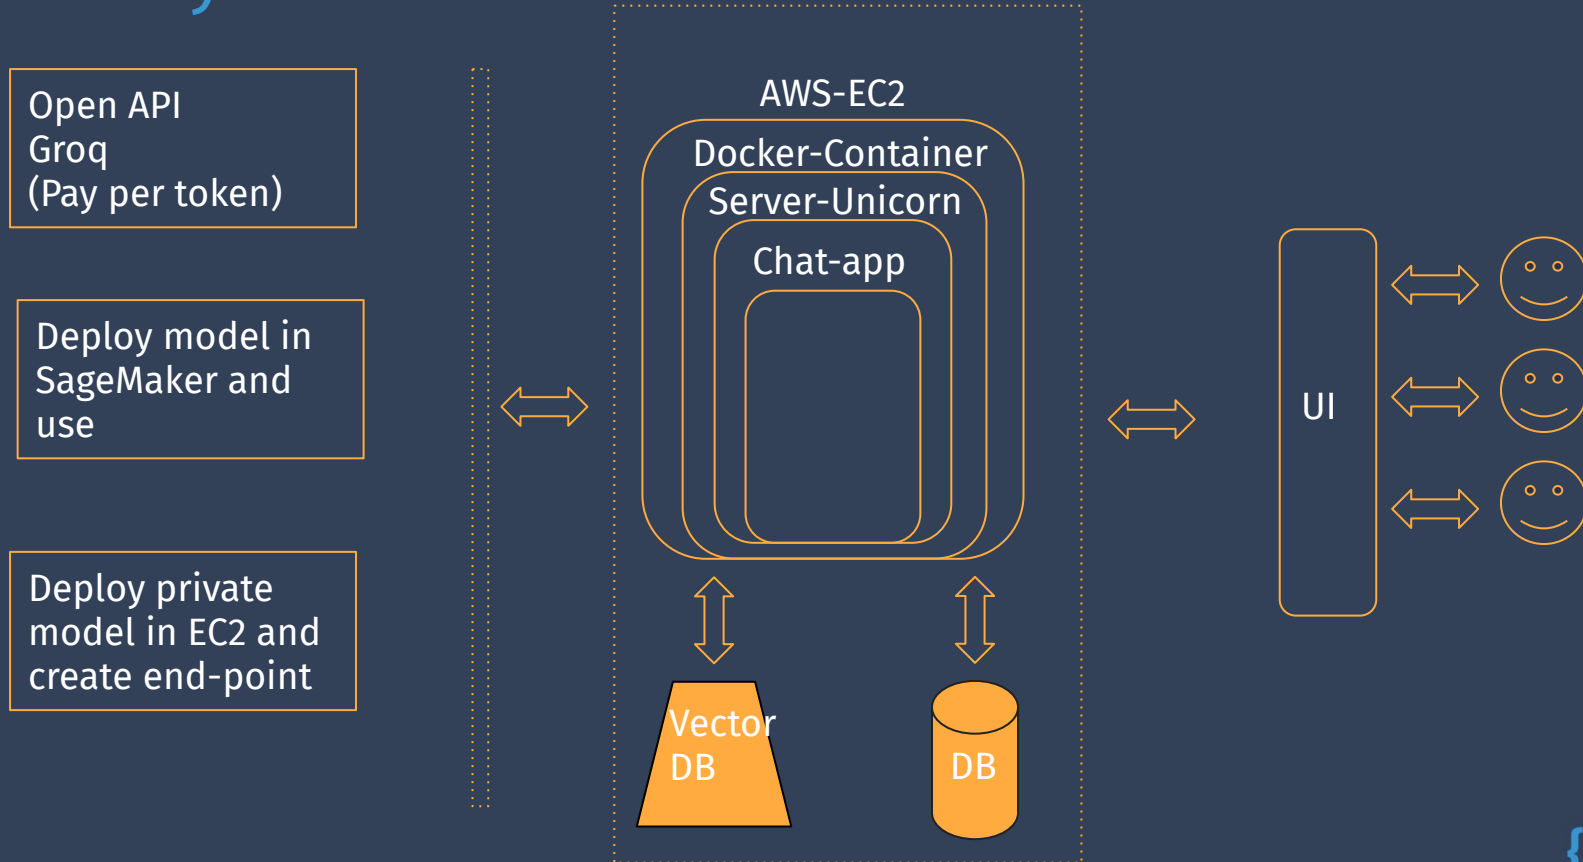 Open API
Groq
(Pay per token)
Deploy model in
SageMaker and
use
Deploy private
model in EC2 and
create end-point
AWS-EC2
Docker-Container
Server-Unicorn
Chat-app
Vector
DB
DB
UI
{